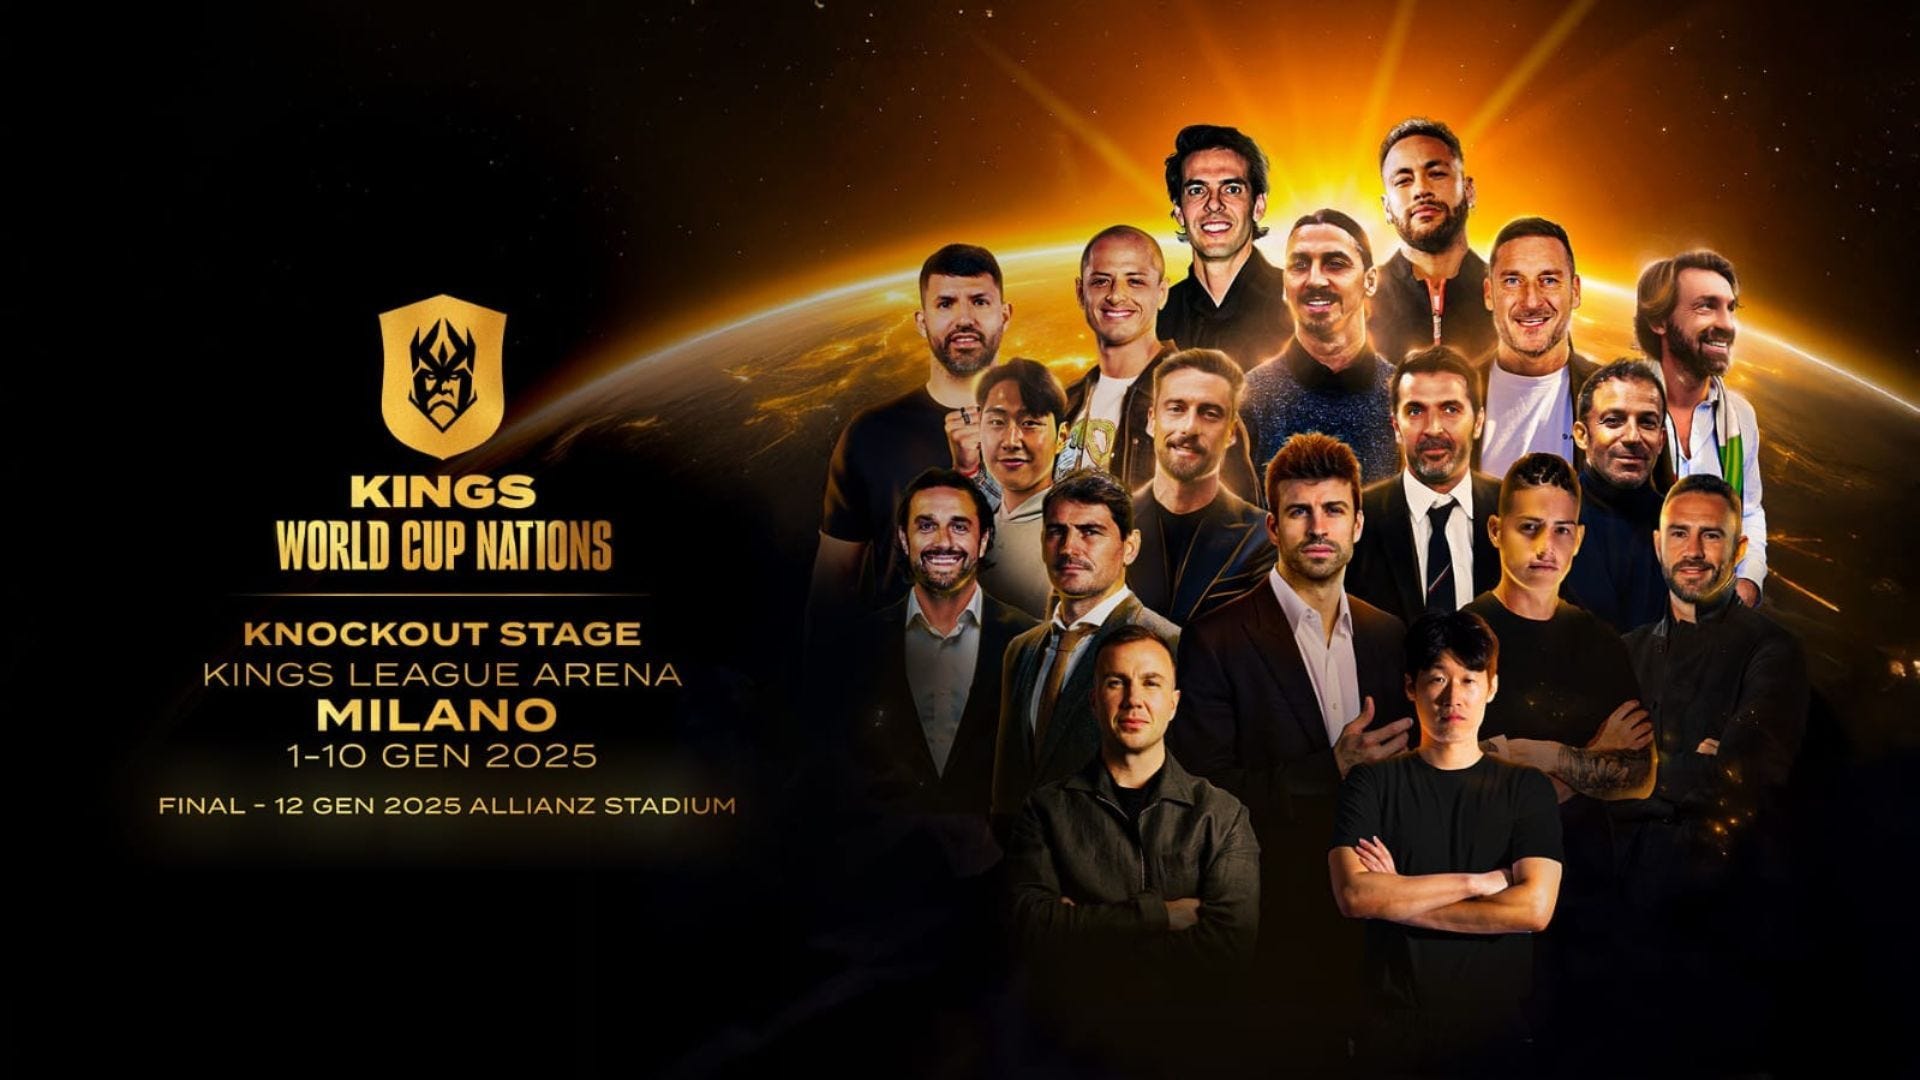 KINGS
WORLD CUP NATIONS
KNOCKOUT STAGE
KINGS LEAGUE ARENA
MILANO
1-10 GEN 2025
FINAL - 12 GEN 2025 ALLIANZ STADIUM